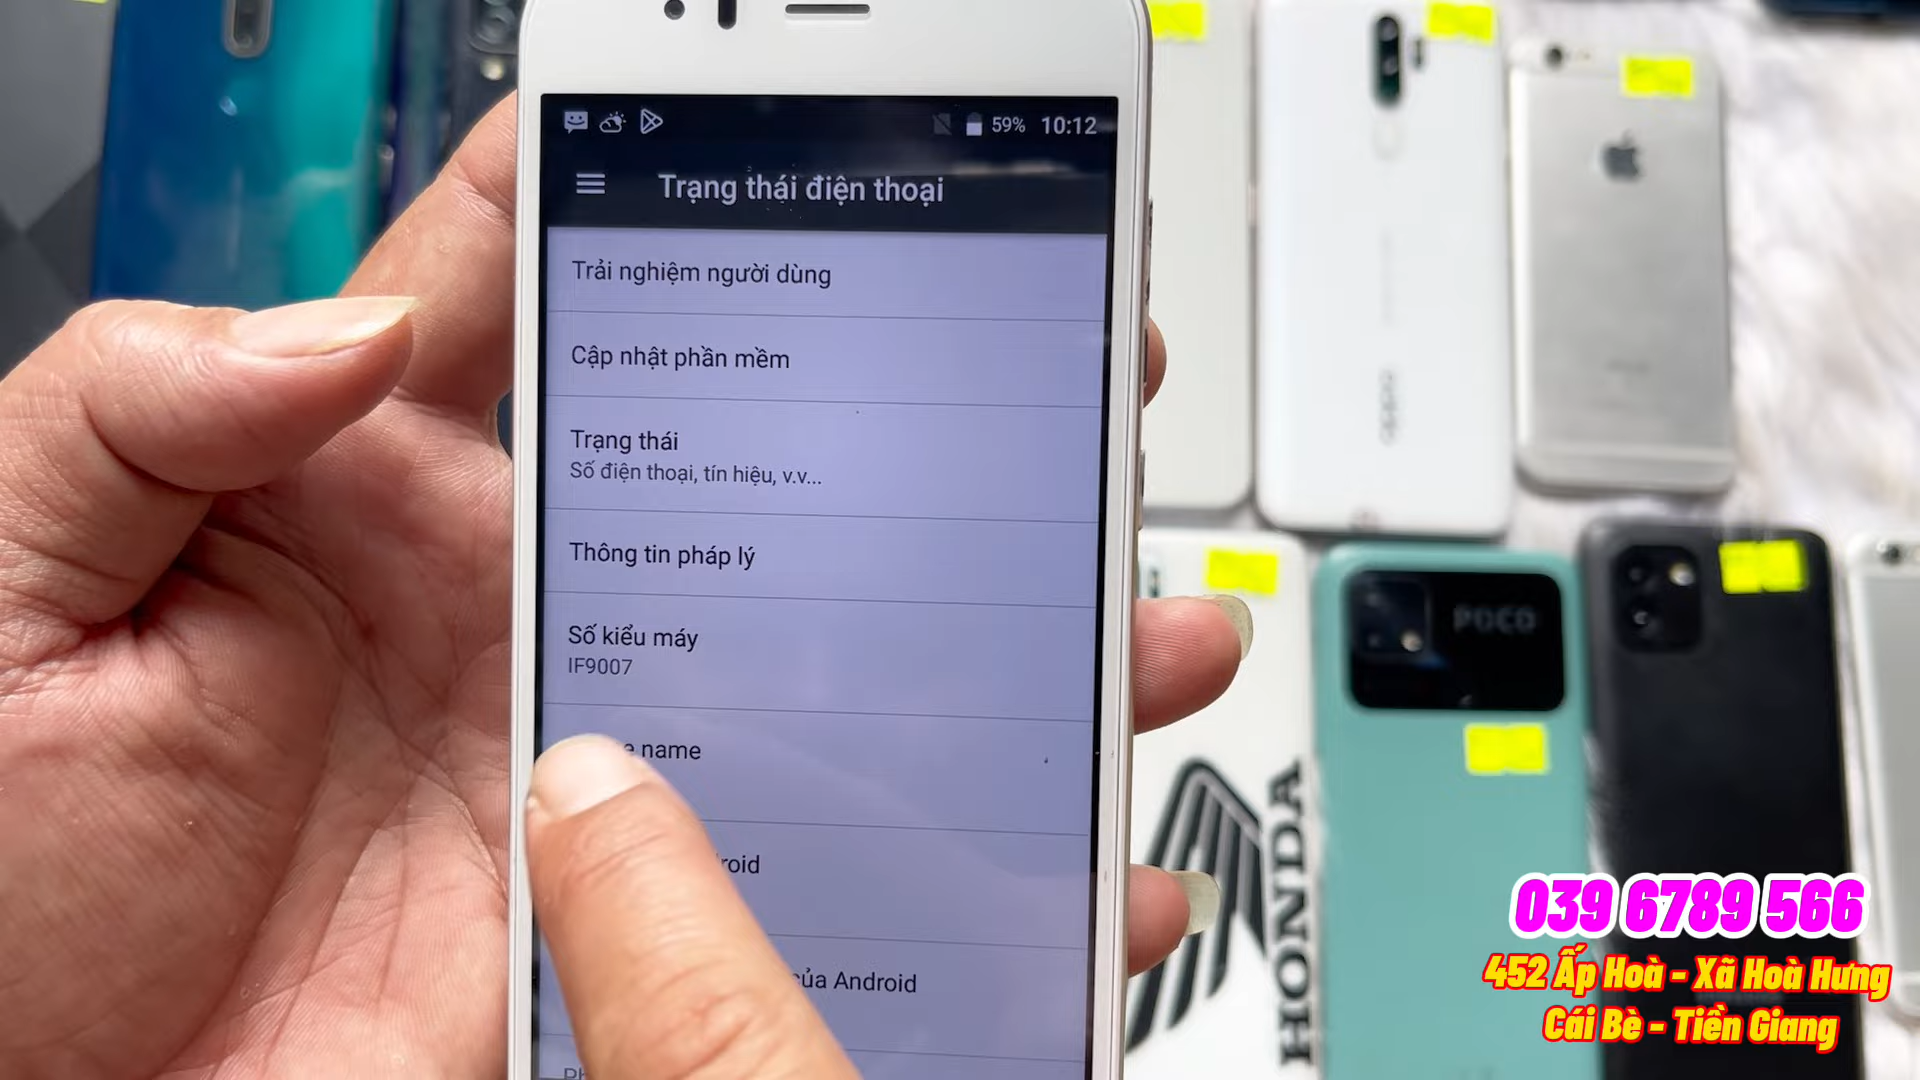 59% 10:12
Trạng thái điện thoại
Trải nghiệm người dùng
Cập nhật phần mềm
Trạng thái
Số điện thoại, tín hiệu, v.v...
Thông tin pháp lý
Số kiểu máy
IF9007
name
của Android
oppo
POCO
HONDA
039 6789 566
452 Ấp Hoà - Xã Hoà Hưng
Cái Bè - Tiền Giang